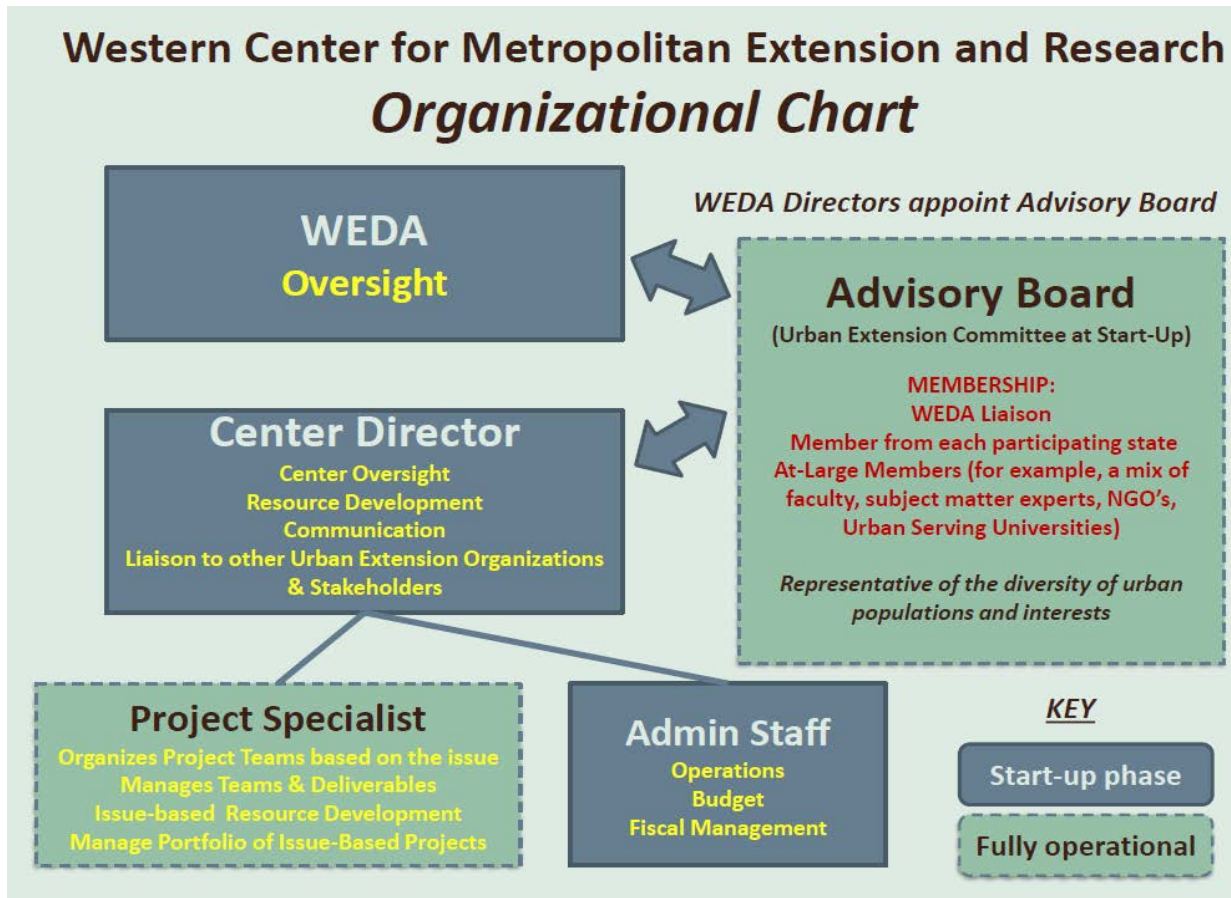 Western Center for Metropolitan Extension and Research
Organizational Chart
WEDA
Oversight
WEDA Directors appoint Advisory Board
Advisory Board
(Urban Extension Committee at Start-Up)
MEMBERSHIP:
WEDA Liaison
Member from each participating state
At-Large Members (for example, a mix of
faculty, subject matter experts, NGO's,
Urban Serving Universities)
Representative of the diversity of urban
populations and interests
Center Director
Center Oversight
Resource Development
Communication
Liaison to other Urban Extension Organizations
& Stakeholders
Project Specialist
Organizes Project Teams based on the issue
Manages Teams & Deliverables
Issue-based Resource Development
Manage Portfolio of Issue-Based Projects
Admin Staff
Operations
Budget
Fiscal Management
KEY
Start-up phase
Fully operational